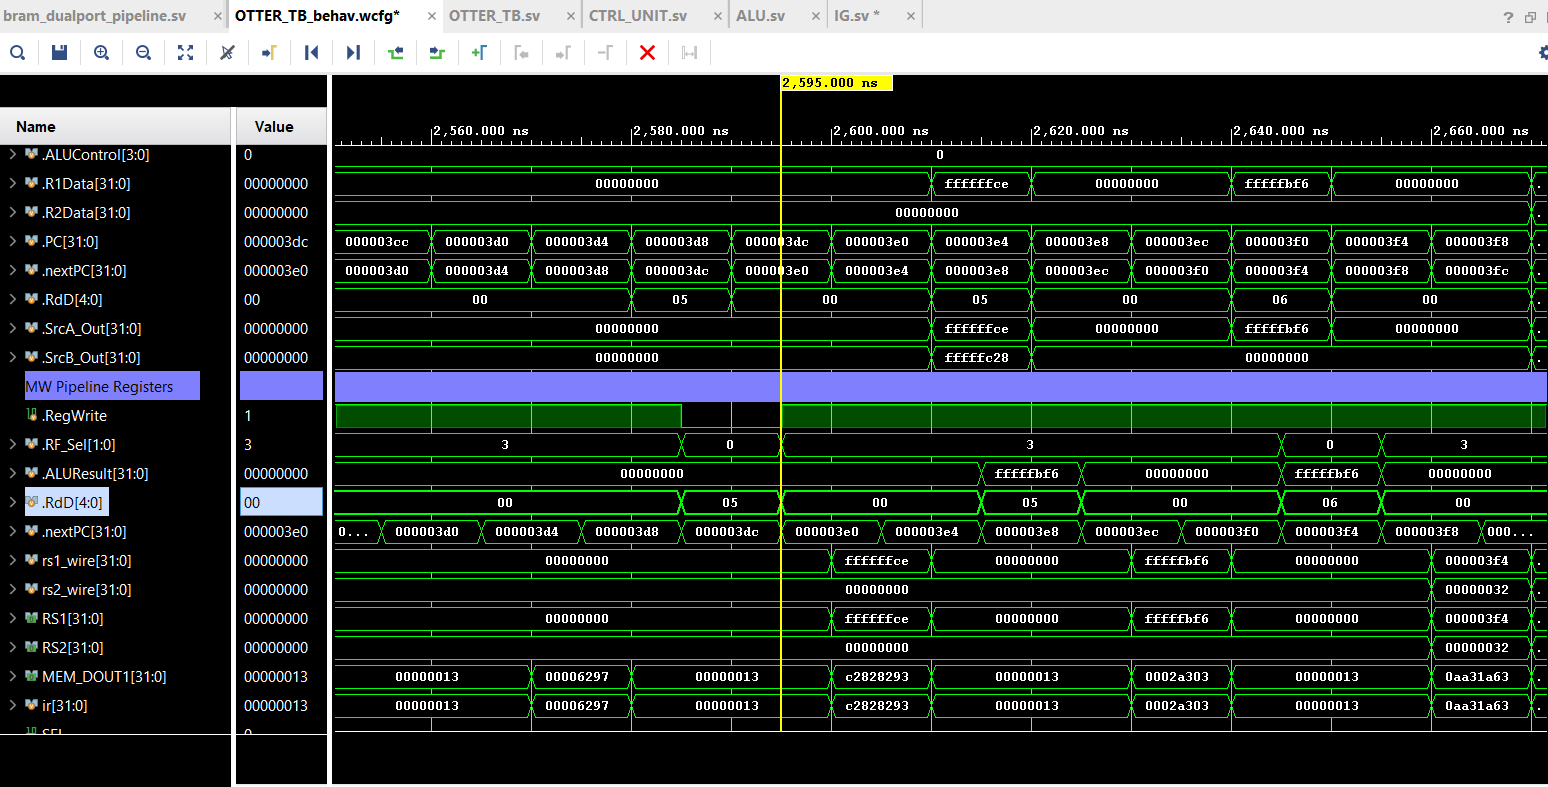 bram_dualport_pipeline.sv × OTTER_TB_behav.wcfg* × OTTER_TB.sv × CTRL_UNIT.sv × ALU.sv × IG.sv * × ?
2,595.000 ns
2,560.000 ns 2,580.000 ns 2,600.000 ns 2,620.000 ns 2,640.000 ns 2,660.000 ns
Name Value
.ALUControl[3:0] 0 0
.R1Data[31:0] 00000000 00000000 ffffffce 00000000 fffffbf6 00000000 .
.R2Data[31:0] 00000000 00000000 .
.PC[31:0] 000003dc 000003cc 000003d0 000003d4 000003d8 000003dc 000003e0 000003e4 000003e8 000003ec 000003f0 000003f4 000003f8 .
.nextPC[31:0] 000003e0 000003d0 000003d4 000003d8 000003dc 000003e0 000003e4 000003e8 000003ec 000003f0 000003f4 000003f8 000003fc .
.RdD[4:0] 00 00 05 00 05 00 06 00 .
.SrcA_Out[31:0] 00000000 00000000 ffffffce 00000000 fffffbf6 00000000 .
.SrcB_Out[31:0] 00000000 00000000 fffffc28 00000000 .
MW Pipeline Registers
.RegWrite 1
.RF_Sel[1:0] 3 3 0 3 0 3
.ALUResult[31:0] 00000000 00000000 fffffbf6 00000000 fffffbf6 00000000
.RdD[4:0] 00 00 05 00 05 00 06 00
.nextPC[31:0] 000003e0 0... 000003d0 000003d4 000003d8 000003dc 000003e0 000003e4 000003e8 000003ec 000003f0 000003f4 000003f8 000...
rs1_wire[31:0] 00000000 00000000 ffffffce 00000000 fffffbf6 00000000 000003f4 .
rs2_wire[31:0] 00000000 00000000 00000032 .
RS1[31:0] 00000000 00000000 ffffffce 00000000 fffffbf6 00000000 000003f4 .
RS2[31:0] 00000000 00000000 00000032 .
MEM_DOUT1[31:0] 00000013 00000013 00006297 00000013 c2828293 00000013 0002a303 00000013 0aa31a63 .
ir[31:0] 00000013 00000013 00006297 00000013 c2828293 00000013 0002a303 00000013 0aa31a63 .